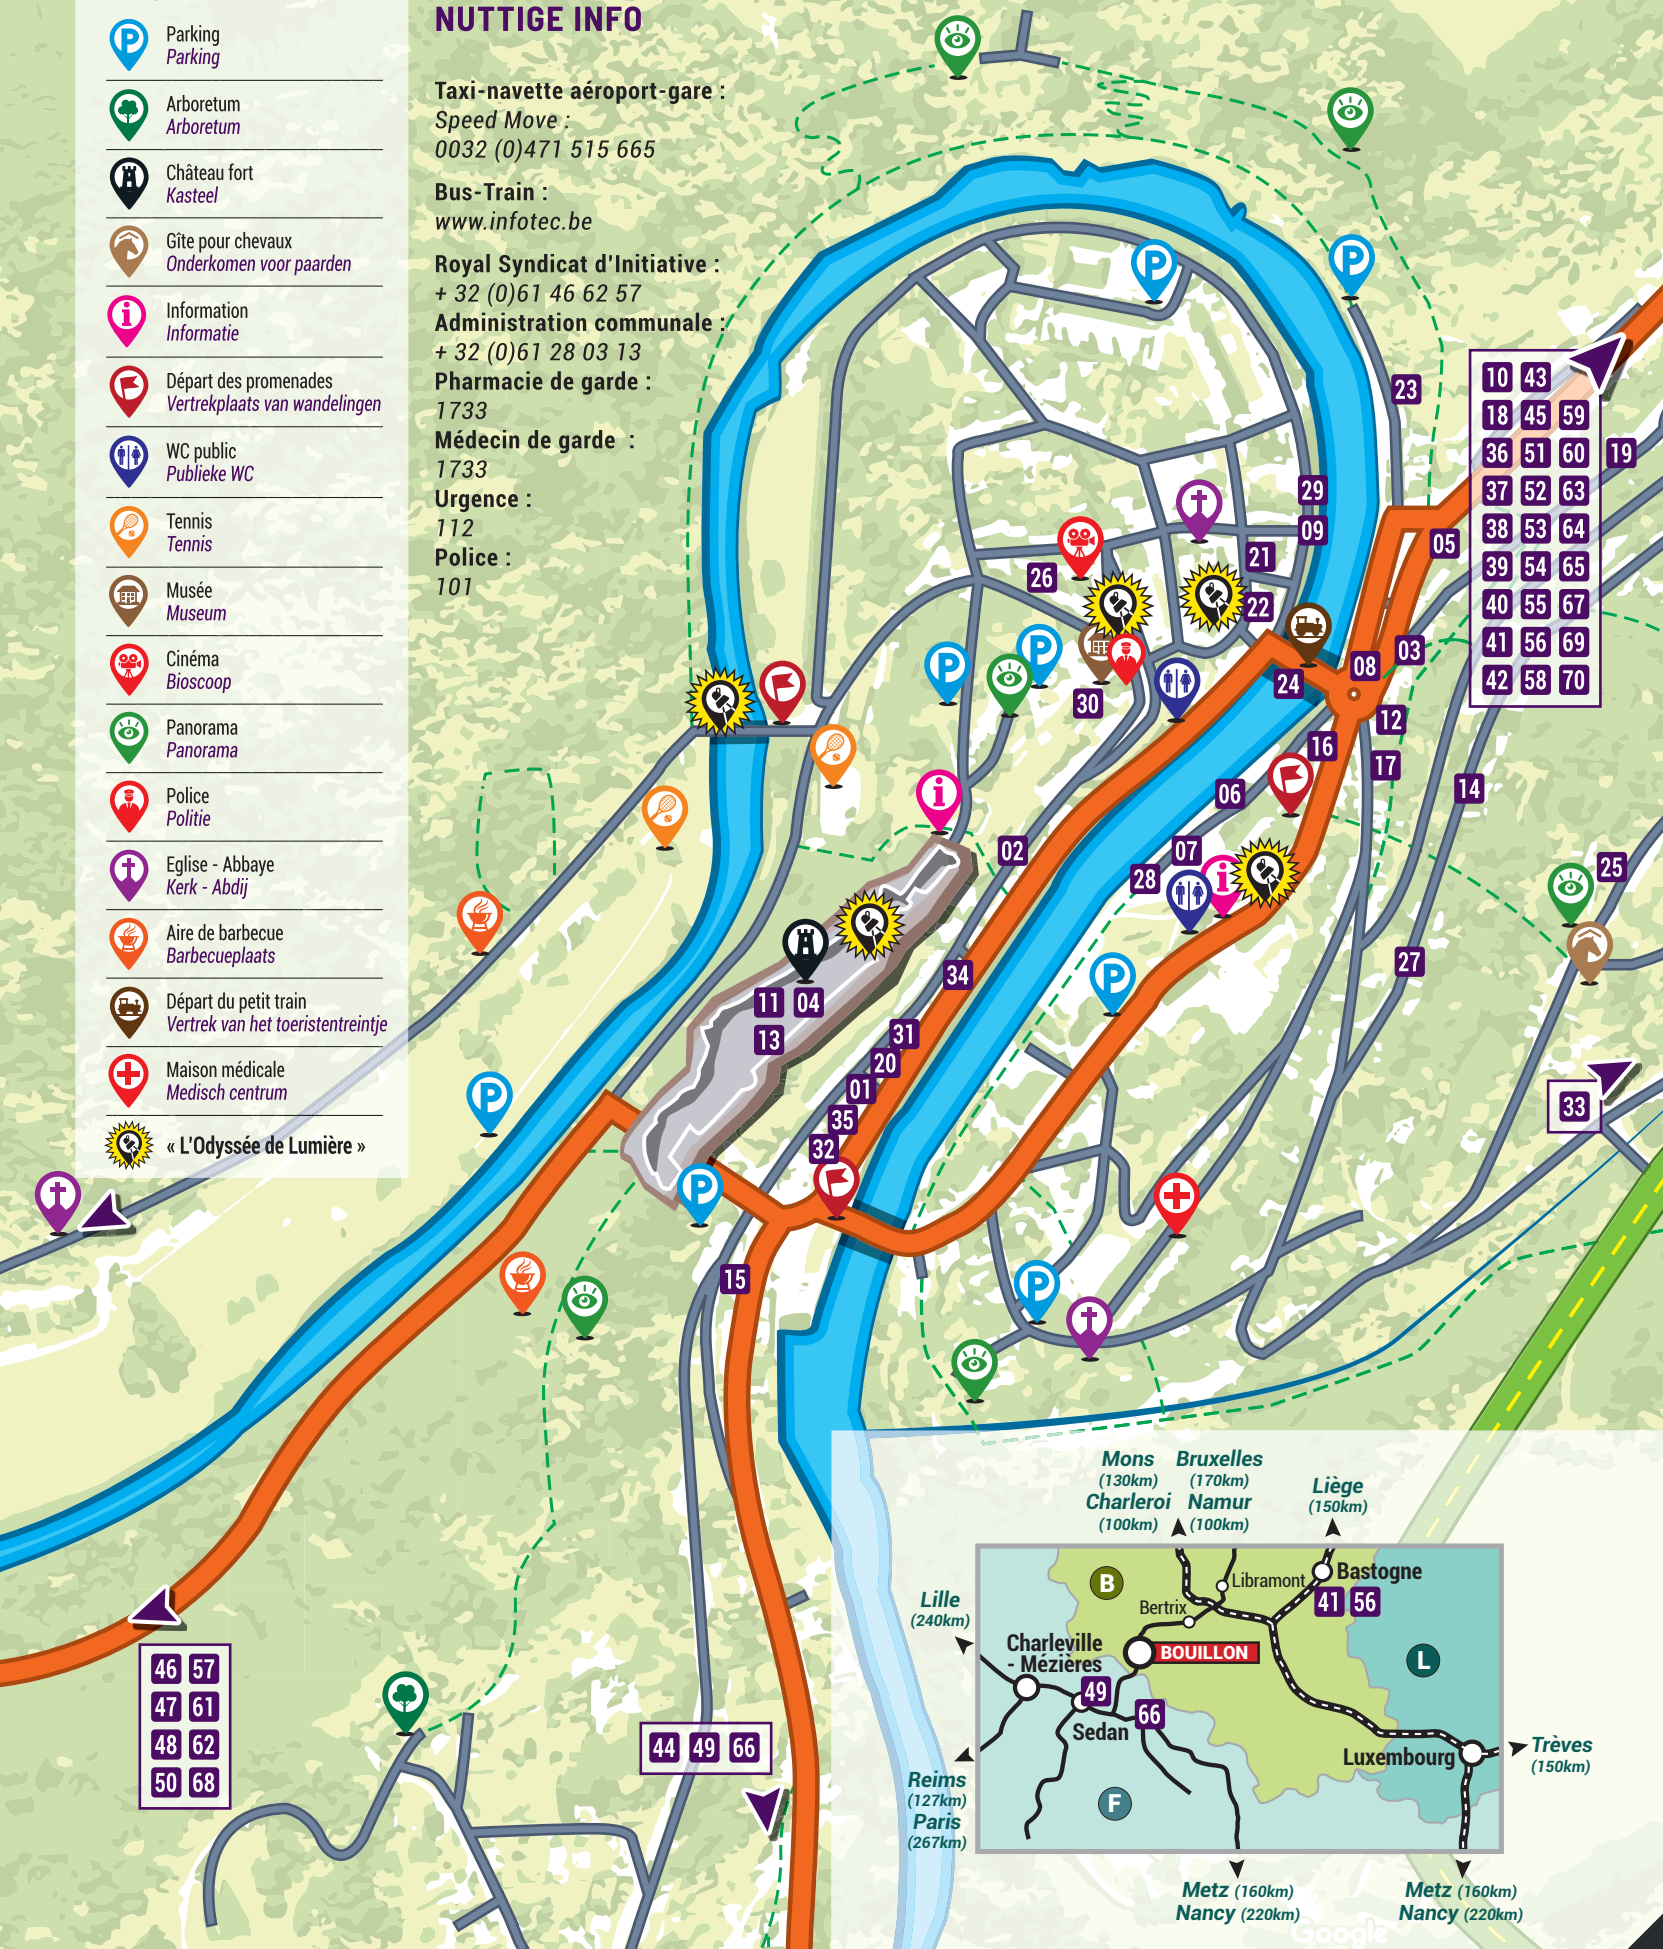 Parking
Parking
Arboretum
Arboretum
Château fort
Kasteel
Gîte pour chevaux
Onderkomen voor paarden
Information
Informatie
Départ des promenades
Vertrekplaats van wandelingen
WC public
Publieke WC
Tennis
Tennis
Musée
Museum
Cinéma
Bioscoop
Panorama
Panorama
Police
Politie
Eglise - Abbaye
Kerk - Abdij
Aire de barbecue
Barbecueplaats
Départ du petit train
Vertrek van het toeristentreintje
Maison médicale
Medisch centrum
« L'Odyssée de Lumière »
NUTTIGE INFO
Taxi-navette aéroport-gare :
Speed Move :
0032 (0)471 515 665
Bus-Train :
www.infotec.be
Royal Syndicat d'Initiative :
+ 32 (0)61 46 62 57
Administration communale :
+ 32 (0)61 28 03 13
Pharmacie de garde :
1733
Médecin de garde :
1733
Urgence :
112
Police :
101
23
10 43
18 45 59
36 51 60
37 52 63
38 53 64
39 54 65
40 55 67
41 56 69
42 58 70
19
29
09
05
21
26
22
03
08
24
30
12
16
17
14
06
02
07
28
25
34
27
11 04
13
31
20
01
35
32
33
15
46 57
47 61
48 62
50 68
44 49 66
Mons
(130km)
Charleroi
(100km)
Bruxelles
(170km)
Namur
(100km)
Liège
(150km)
B
Libramont
Bastogne
41 56
Bertrix
Lille
(240km)
Charleville
- Mézières
BOUILLON
L
49
66
Sedan
Luxembourg
Trèves
(150km)
Reims
(127km)
Paris
(267km)
F
Metz (160km)
Nancy (220km)
Metz (160km)
Nancy (220km)
Google